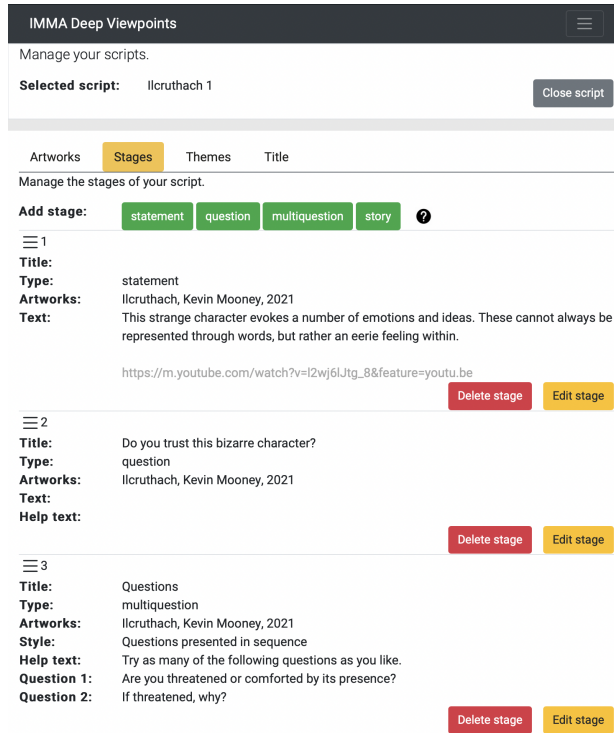 IMMA Deep Viewpoints
Manage your scripts.
Selected script: Ilcruthach 1
Close script
Artworks Stages Themes Title
Manage the stages of your script.
Add stage: statement question multiquestion story ?
1
Title:
Type: statement
Artworks: Ilcruthach, Kevin Mooney, 2021
Text: This strange character evokes a number of emotions and ideas. These cannot always be
represented through words, but rather an eerie feeling within.
https://m.youtube.com/watch?v=l2wj6lJtg_8&feature=youtu.be
Delete stage Edit stage
2
Title: Do you trust this bizarre character?
Type: question
Artworks: Ilcruthach, Kevin Mooney, 2021
Text:
Help text:
Delete stage Edit stage
3
Title: Questions
Type: multiquestion
Artworks: Ilcruthach, Kevin Mooney, 2021
Style: Questions presented in sequence
Help text: Try as many of the following questions as you like.
Question 1: Are you threatened or comforted by its presence?
Question 2: If threatened, why?
Delete stage Edit stage